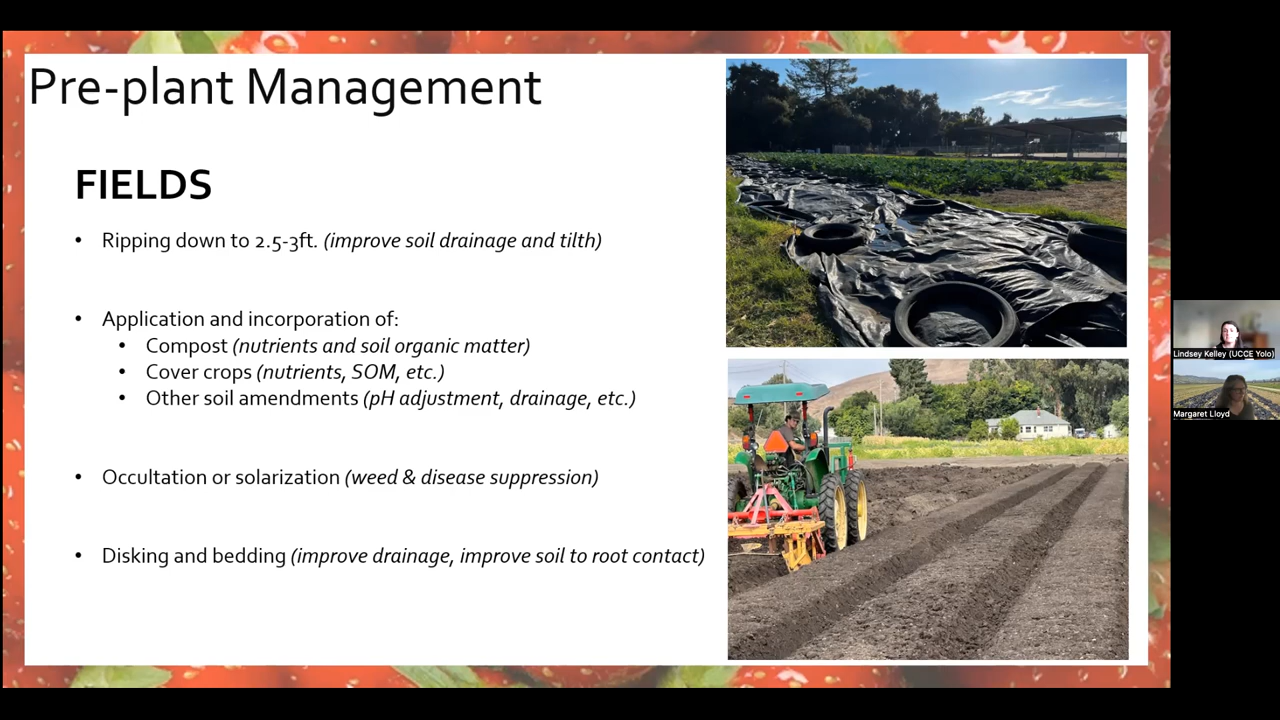 Pre-plant Management
FIELDS
• Ripping down to 2.5-3ft. (improve soil drainage and tilth)
• Application and incorporation of:
• Compost (nutrients and soil organic matter)
• Cover crops (nutrients, SOM, etc.)
• Other soil amendments (pH adjustment, drainage, etc.)
• Occultation or solarization (weed & disease suppression)
• Disking and bedding (improve drainage, improve soil to root contact)
Lindsey Kelley (UCCE Yolo)
Margaret Lloyd